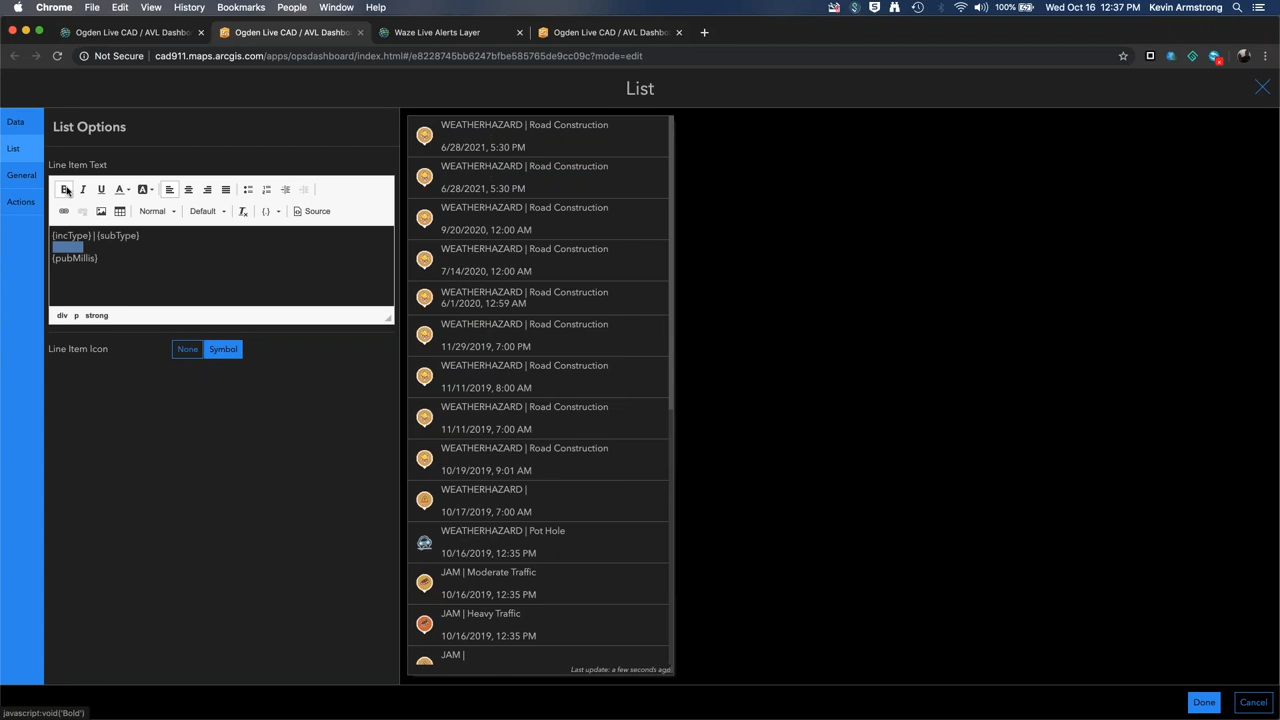 Chrome File Edit View History Bookmarks People Window Help 5 100% Wed Oct 16 12:37 PM Kevin Armstrong
Ogden Live CAD / AVL Dashbo Ogden Live CAD / AVL Dashbo Waze Live Alerts Layer Ogden Live CAD / AVL Dashbo
Not Secure cad911.maps.arcgis.com/apps/opsdashboard/index.html#/e8228745bb6247bfbe585765de9cc09c?mode=edit
List
Data
List
General
Actions
List Options
Line Item Text
B I U A A
Normal Default {.} Source
{incType} | {subType}
{pubMillis}
div p strong
Line Item Icon None Symbol
WEATHERHAZARD | Road Construction
6/28/2021, 5:30 PM
WEATHERHAZARD | Road Construction
6/28/2021, 5:30 PM
WEATHERHAZARD | Road Construction
9/20/2020, 12:00 AM
WEATHERHAZARD | Road Construction
7/14/2020, 12:00 AM
WEATHERHAZARD | Road Construction
6/1/2020, 12:59 AM
WEATHERHAZARD | Road Construction
11/29/2019, 7:00 PM
WEATHERHAZARD | Road Construction
11/11/2019, 8:00 AM
WEATHERHAZARD | Road Construction
11/11/2019, 7:00 AM
WEATHERHAZARD | Road Construction
10/19/2019, 9:01 AM
WEATHERHAZARD |
10/17/2019, 7:00 AM
WEATHERHAZARD | Pot Hole
10/16/2019, 12:35 PM
JAM | Moderate Traffic
10/16/2019, 12:35 PM
JAM | Heavy Traffic
10/16/2019, 12:35 PM
JAM |
Last update: a few seconds ago
Done Cancel
javascript:void('Bold')